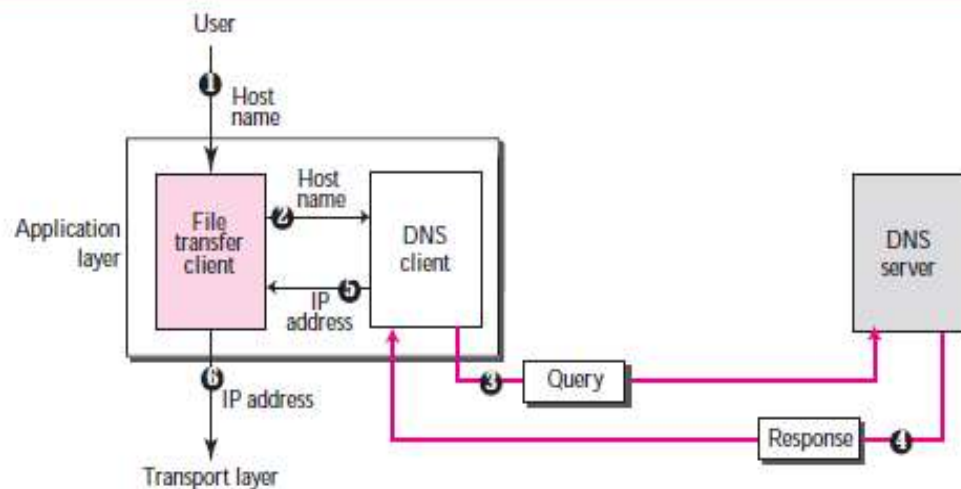 User
1
Host
name
Application
layer
File
transfer
client
2
Host
name
5
IP
address
DNS
client
DNS
server
3
Query
Response
4
6
IP address
Transport layer